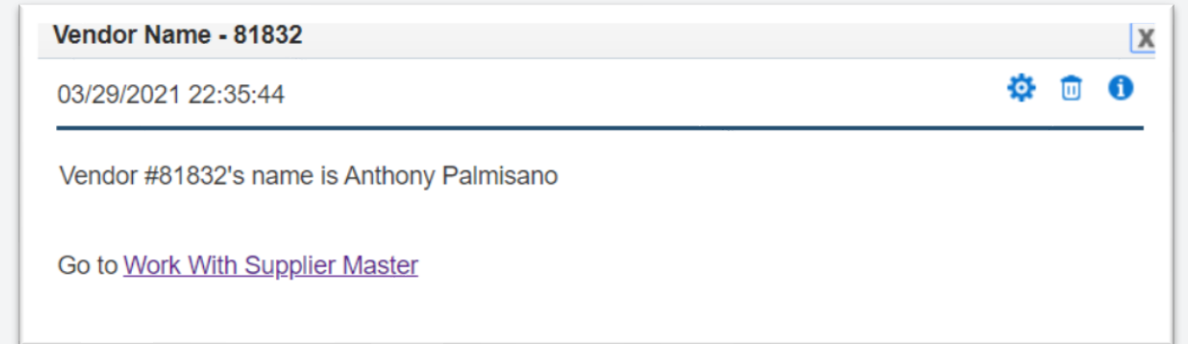 Vendor Name - 81832
X
03/29/2021 22:35:44
Vendor #81832's name is Anthony Palmisano
Go to Work With Supplier Master